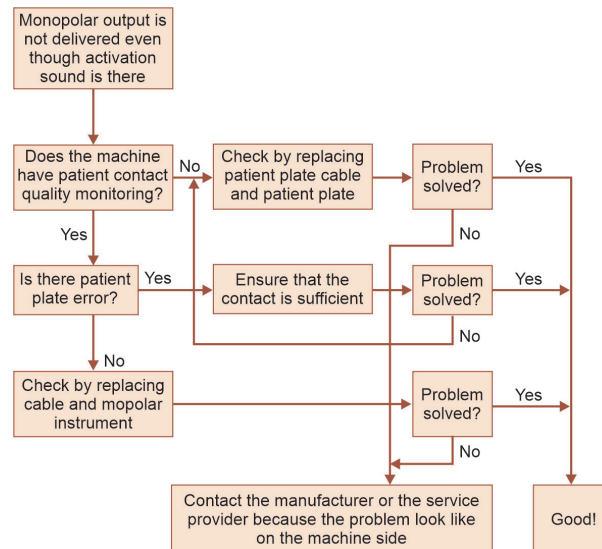 Monopolar output is
not delivered even
though activation
sound is there
Does the machine
have patient contact
quality monitoring?
No
Check by replacing
patient plate cable
and patient plate
Problem
solved?
Yes
No
Yes
Is there patient
plate error?
Yes
Ensure that the
contact is sufficient
Problem
solved?
Yes
No
No
Check by replacing
cable and mopolar
instrument
Problem
solved?
Yes
No
Contact the manufacturer or the service
provider because the problem look like
on the machine side
Good!